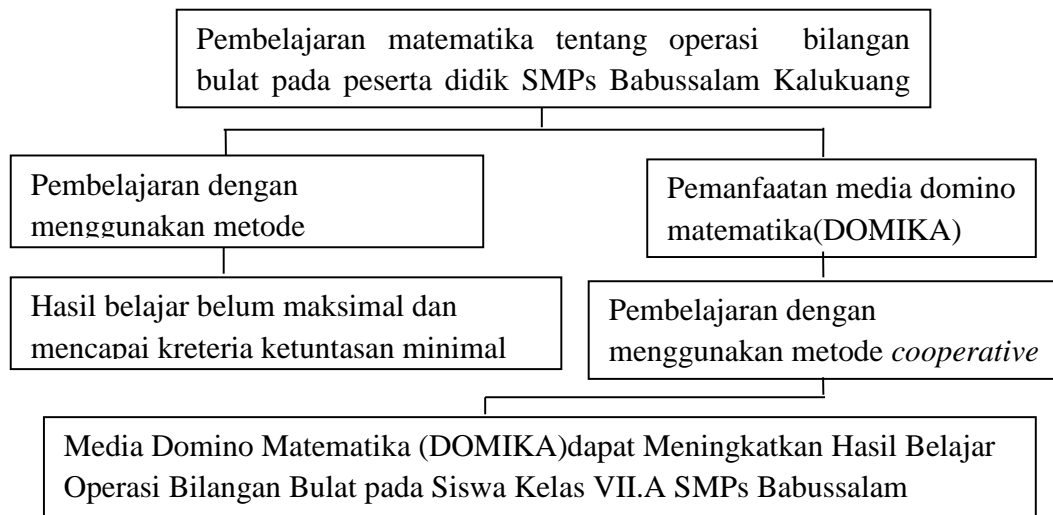 Pembelajaran matematika tentang operasi bilangan
bulat pada peserta didik SMPs Babussalam Kalukuang
Pembelajaran dengan
menggunakan metode
Pemanfaatan media domino
matematika(DOMIKA)
Hasil belajar belum maksimal dan
mencapai kreteria ketuntasan minimal
Pembelajaran dengan
menggunakan metode cooperative
Media Domino Matematika (DOMIKA)dapat Meningkatkan Hasil Belajar
Operasi Bilangan Bulat pada Siswa Kelas VII.A SMPs Babussalam